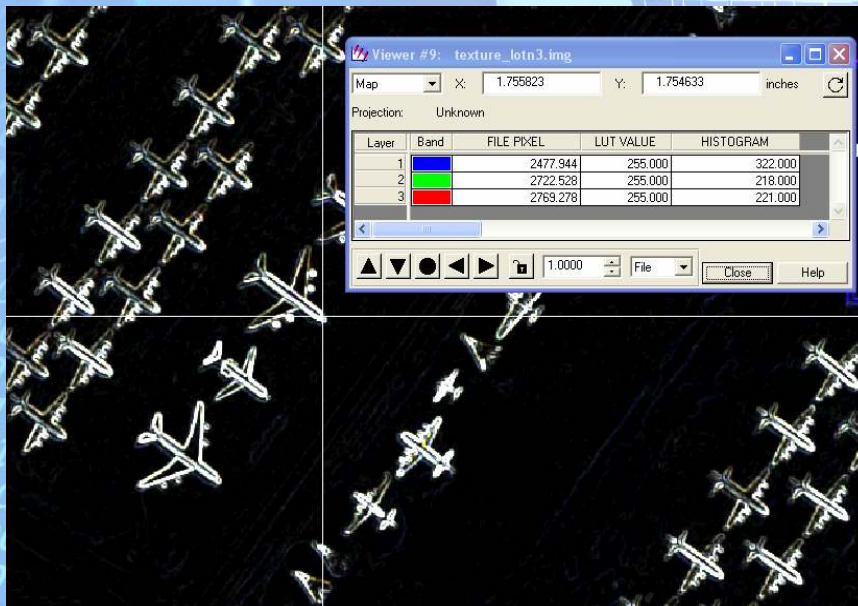 Viewer #9: texture_lotn3.img
Map X: 1.755823 Y: 1.754633 inches
Projection: Unknown
Layer Band FILE PIXEL LUT VALUE HISTOGRAM
1 2477.944 255.000 322.000
2 2722.528 255.000 218.000
3 2769.278 255.000 221.000
1.0000 File Close Help